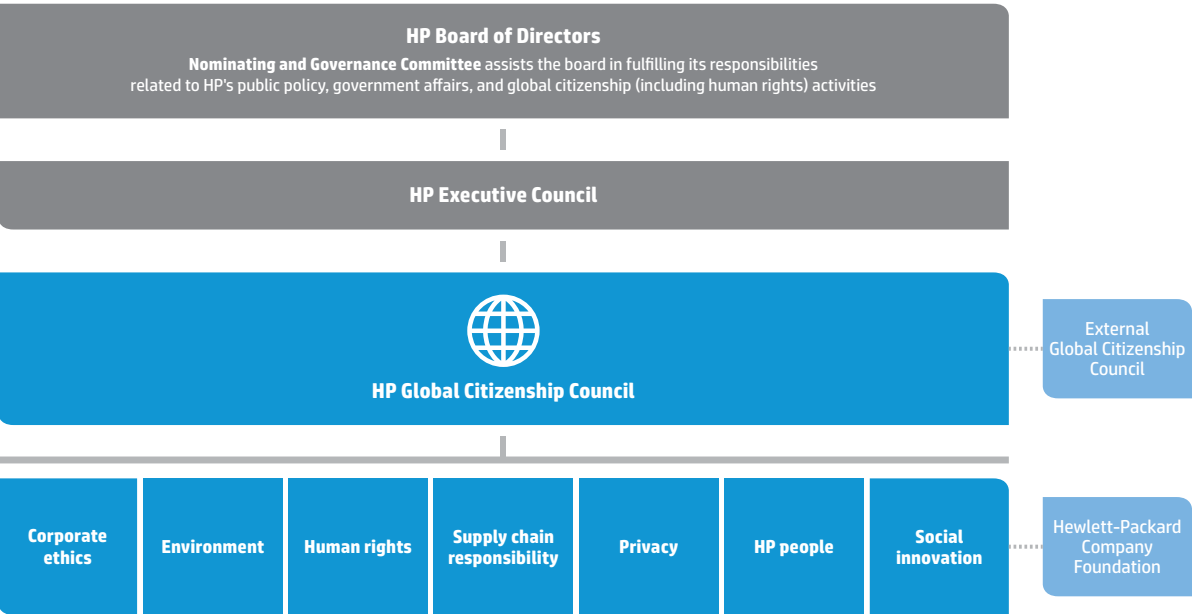 HP Board of Directors
Nominating and Governance Committee assists the board in fulfilling its responsibilities
related to HP's public policy, government affairs, and global citizenship (including human rights) activities
HP Executive Council
HP Global Citizenship Council
External
Global Citizenship
Council
Corporate
ethics
Environment
Human rights
Supply chain
responsibility
Privacy
HP people
Social
innovation
Hewlett-Packard
Company
Foundation